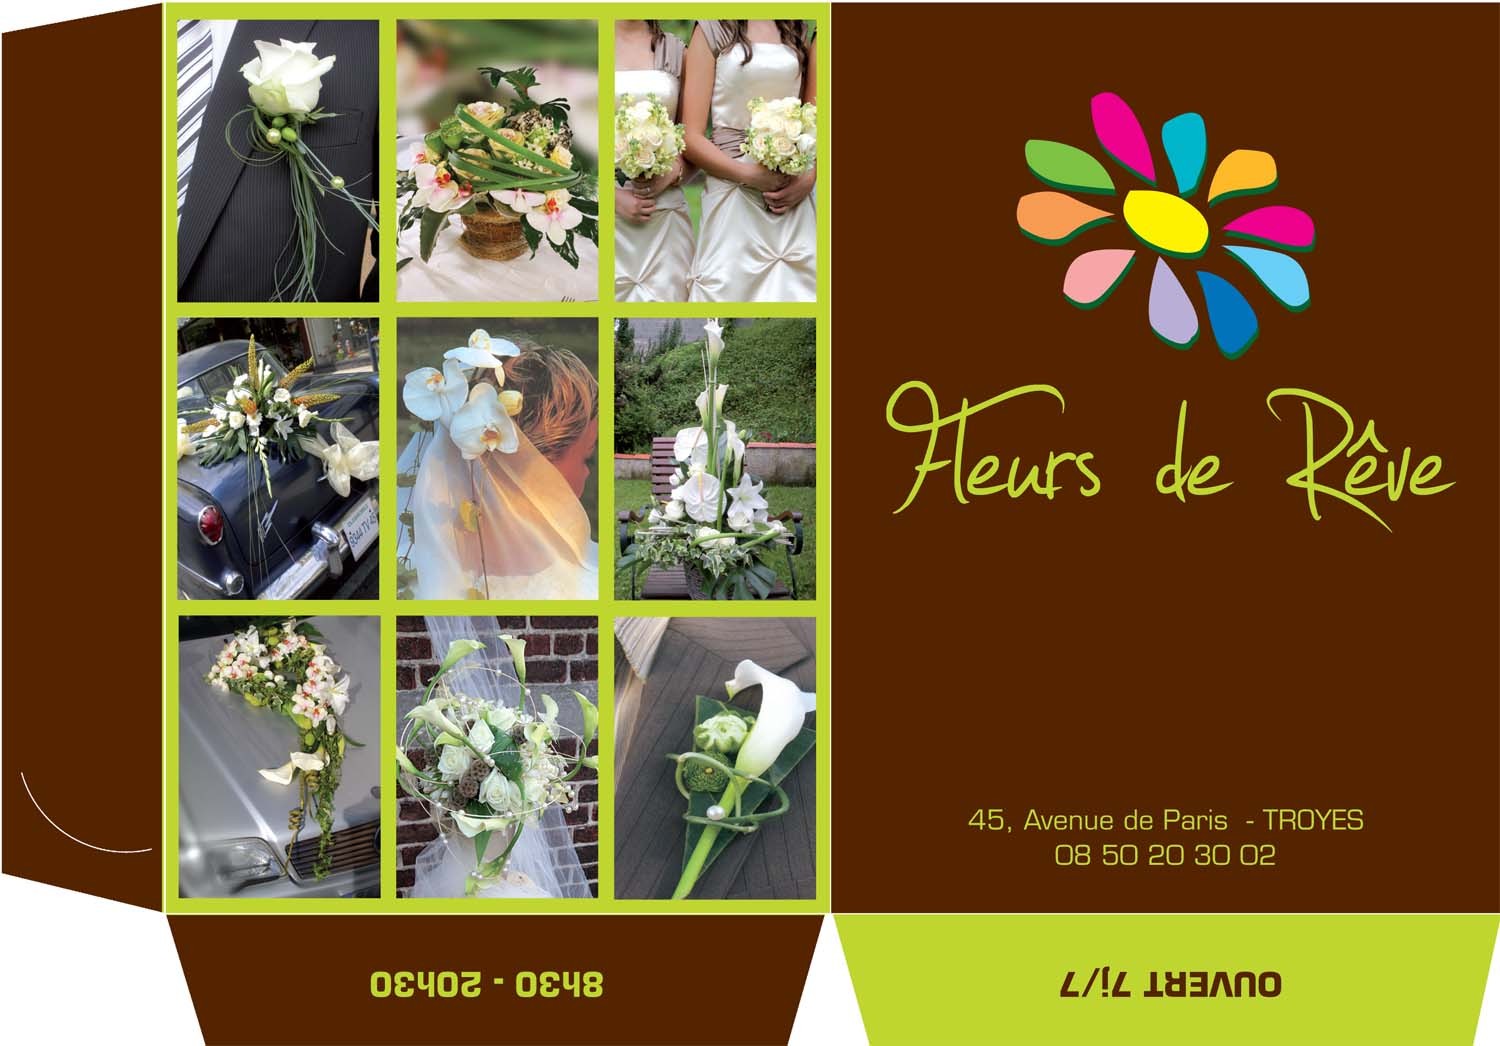 Fleurs de Rêve
45, Avenue de Paris - TROYES
08 50 20 30 02
8h30 - 20h30
OUVERT 7j/7